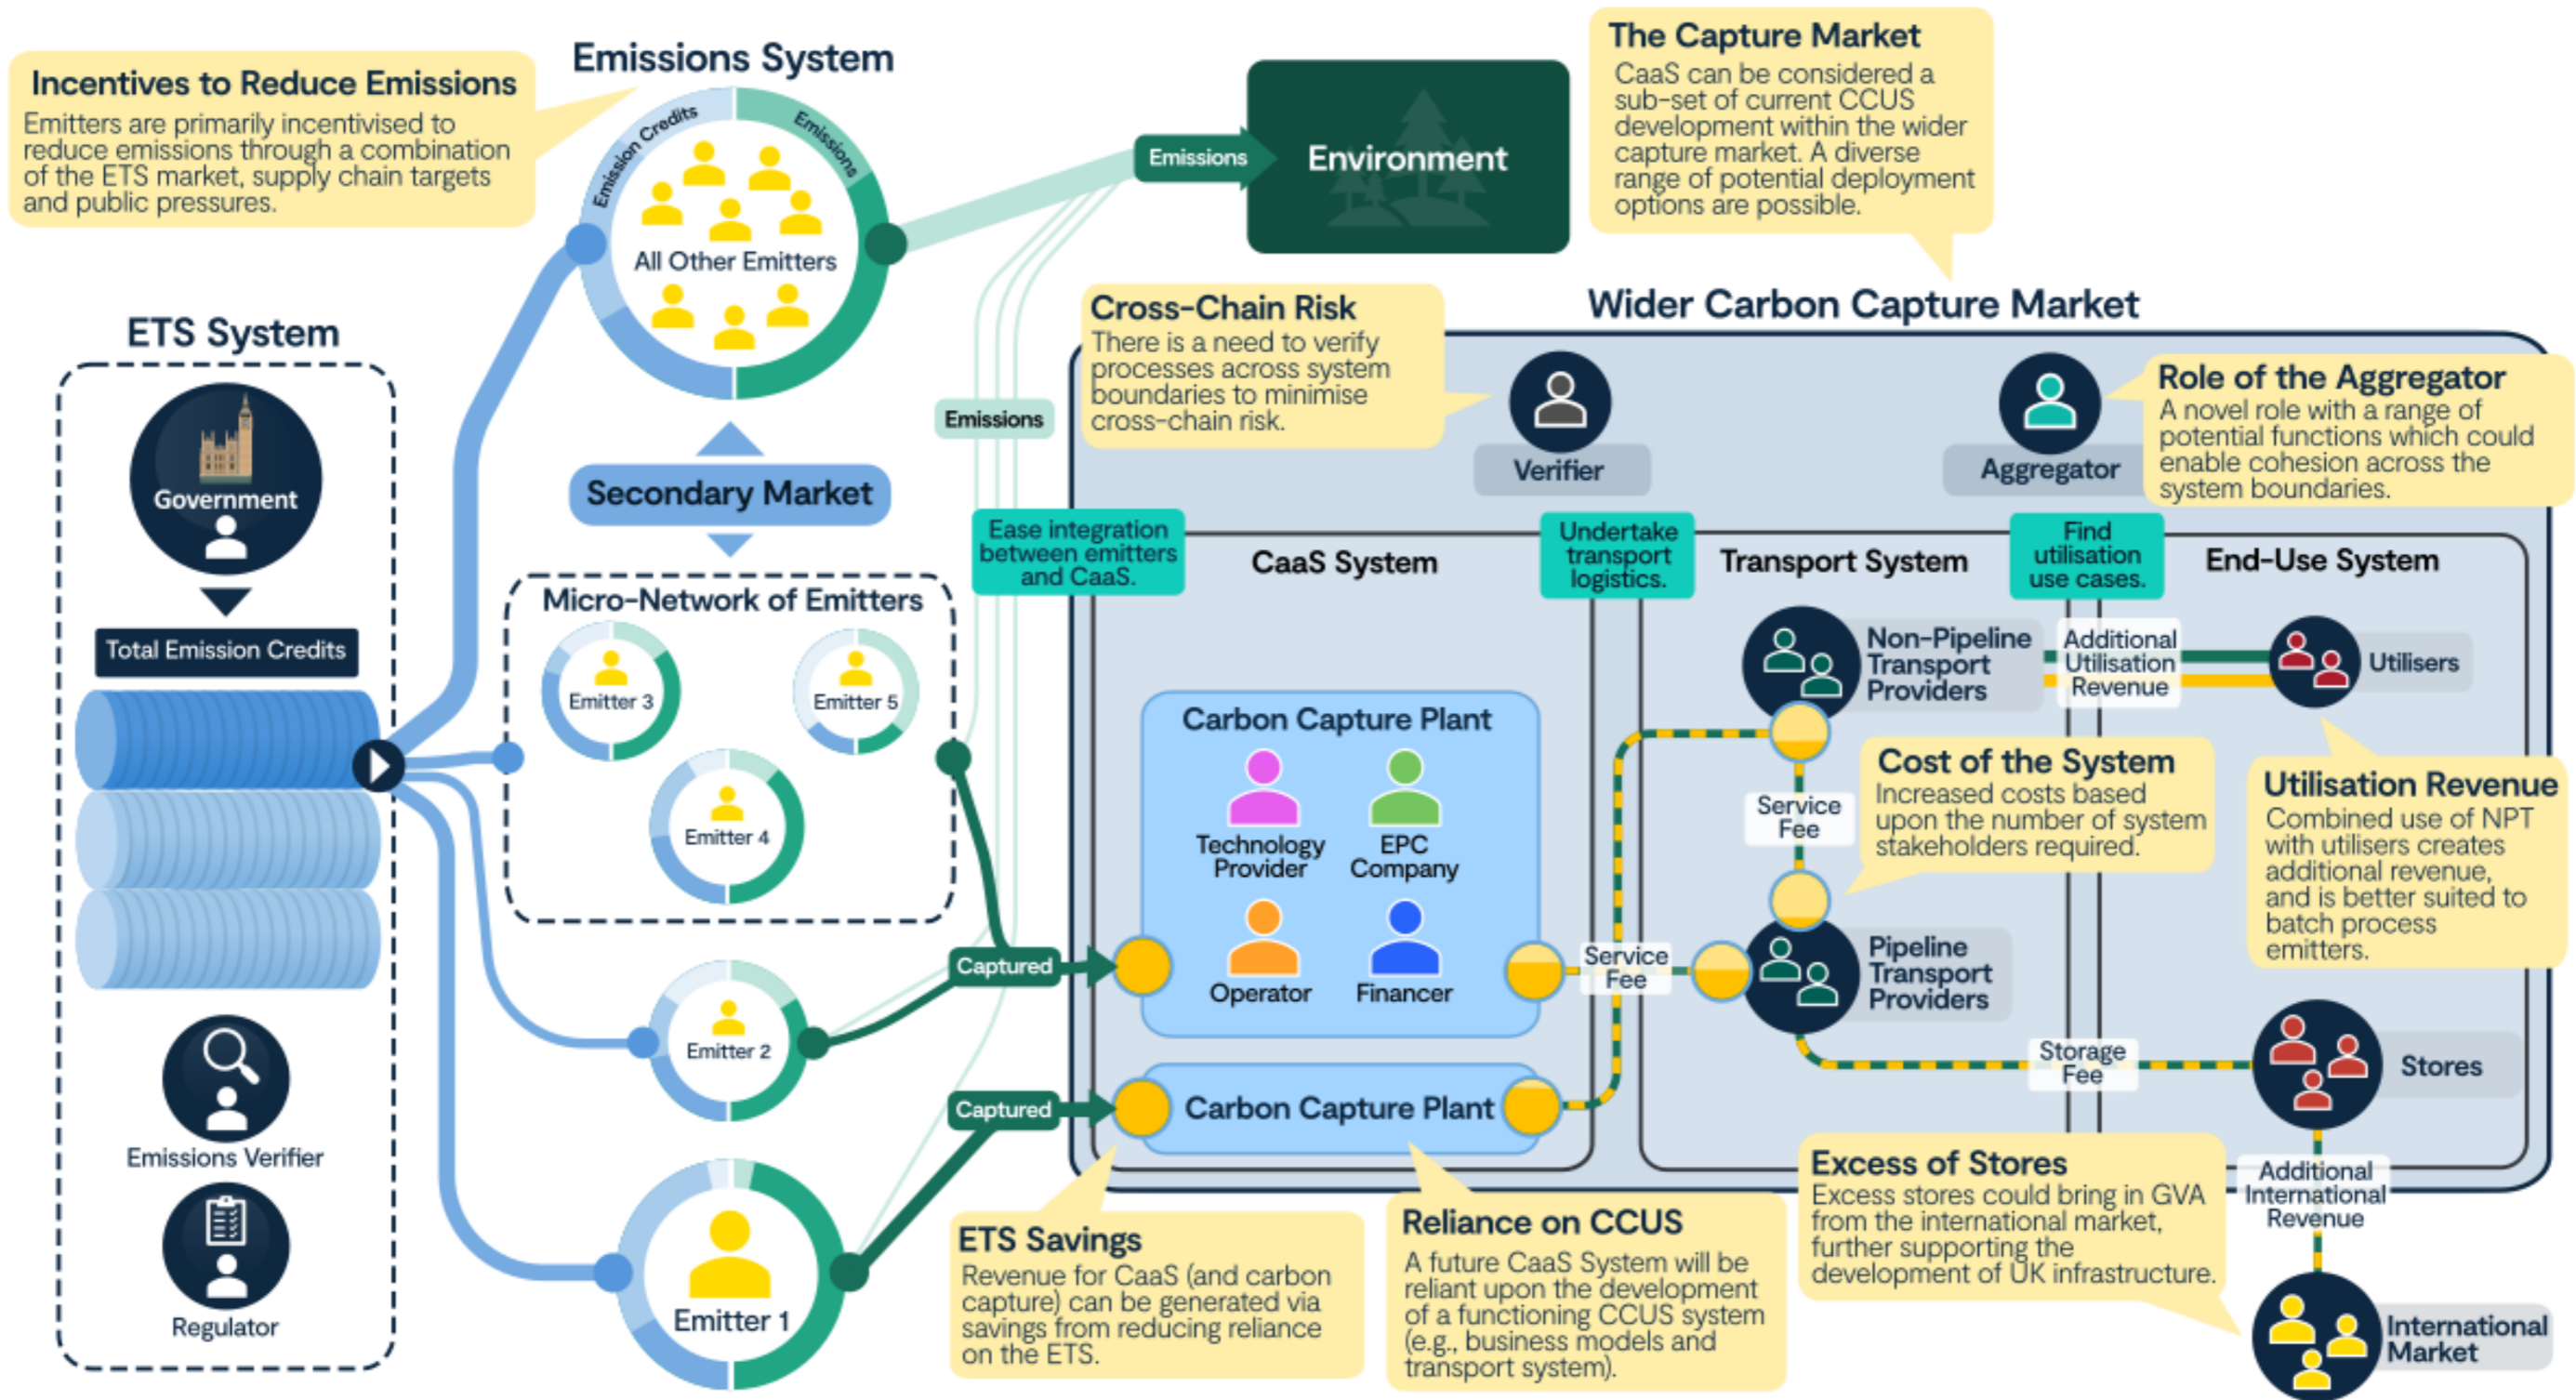 Incentives to Reduce Emissions
Emitters are primarily incentivised to
reduce emissions through a combination
of the ETS market, supply chain targets
and public pressures.
Emissions System
Emission Credits
Emissions
All Other Emitters
Emissions
Environment
The Capture Market
CaaS can be considered a
sub-set of current CCUS
development within the wider
capture market. A diverse
range of potential deployment
options are possible.
ETS System
Government
Total Emission Credits
Emissions Verifier
Regulator
Secondary Market
Micro-Network of Emitters
Emitter 3
Emitter 5
Emitter 4
Emitter 2
Emitter 1
Emissions
Captured
Captured
Wider Carbon Capture Market
Cross-Chain Risk
There is a need to verify
processes across system
boundaries to minimise
cross-chain risk.
Verifier
Aggregator
Role of the Aggregator
A novel role with a range of
potential functions which could
enable cohesion across the
system boundaries.
Ease integration
between emitters
and CaaS.
CaaS System
Undertake
transport
logistics.
Transport System
Find
utilisation
use cases.
End-Use System
Carbon Capture Plant
Technology
Provider
EPC
Company
Operator
Financer
Carbon Capture Plant
Non-Pipeline
Transport
Providers
Additional
Utilisation
Revenue
Utilisers
Service
Fee
Cost of the System
Increased costs based
upon the number of system
stakeholders required.
Utilisation Revenue
Combined use of NPT
with utilisers creates
additional revenue,
and is better suited to
batch process
emitters.
Service
Fee
Pipeline
Transport
Providers
Storage
Fee
Stores
ETS Savings
Revenue for CaaS (and carbon
capture) can be generated via
savings from reducing reliance
on the ETS.
Reliance on CCUS
A future CaaS System will be
reliant upon the development
of a functioning CCUS system
(e.g., business models and
transport system).
Excess of Stores
Excess stores could bring in GVA
from the international market,
further supporting the
development of UK infrastructure.
Additional
International
Revenue
International
Market